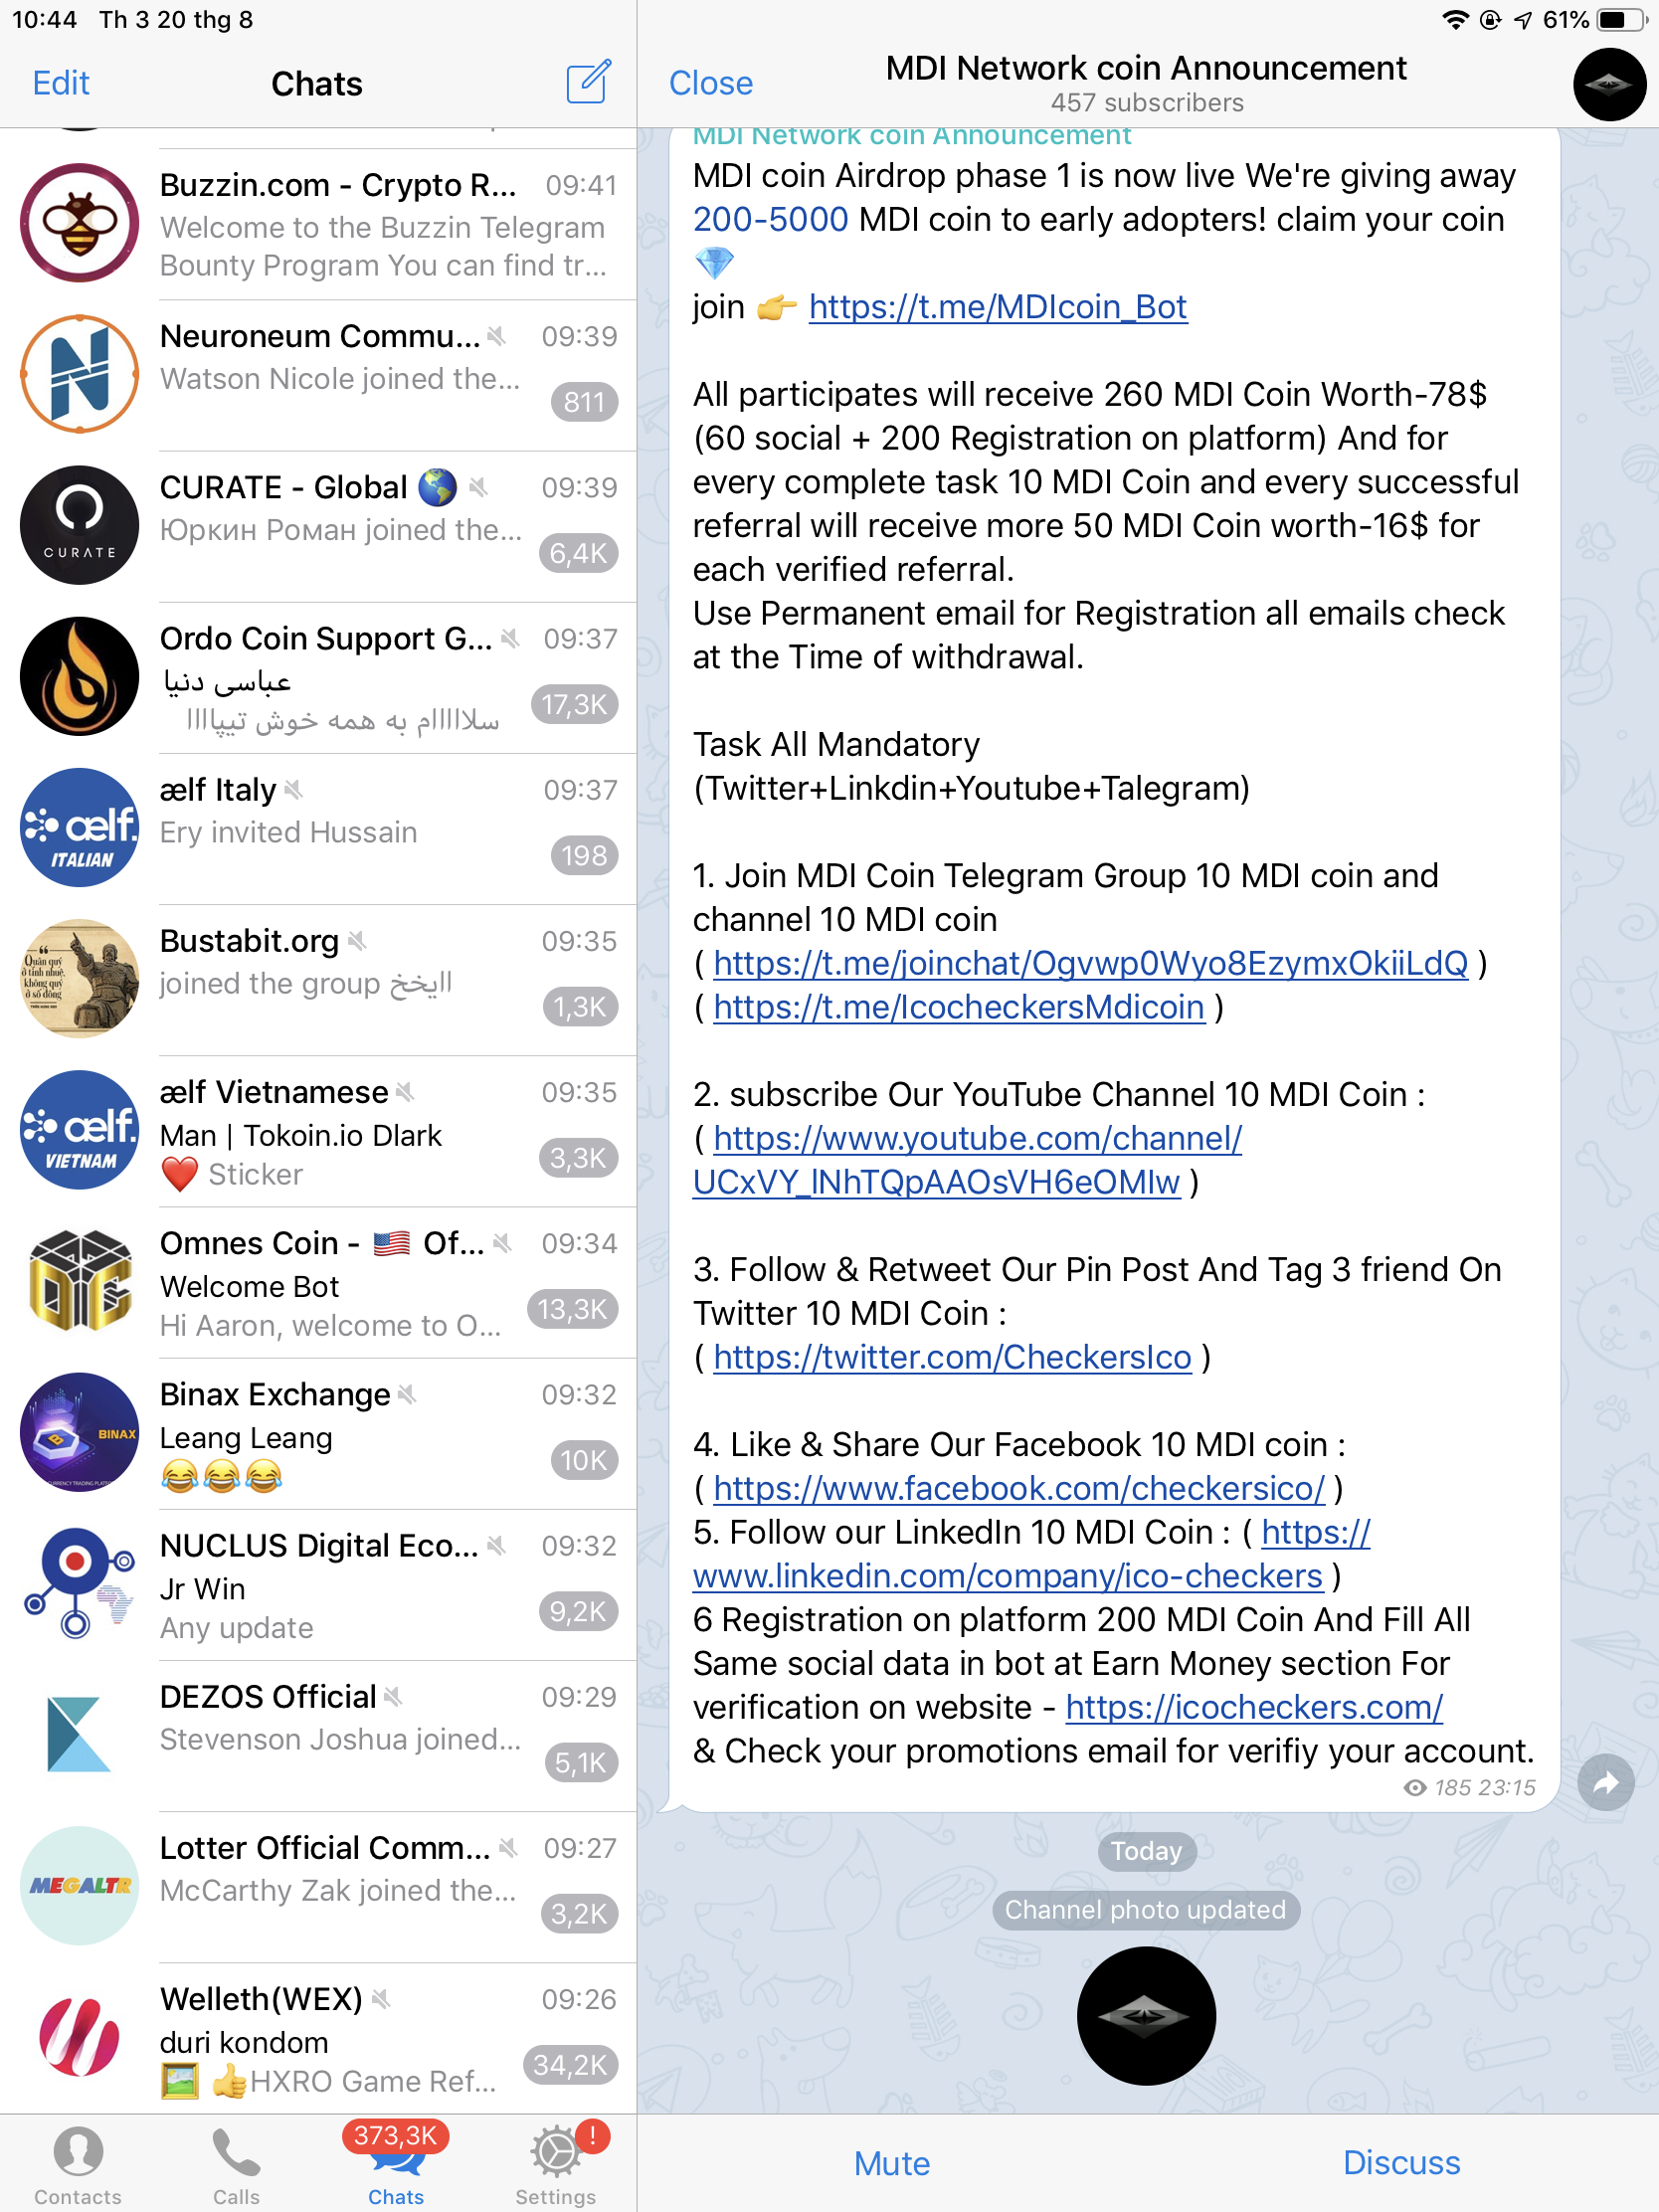 10:44 Th 3 20 thg 8
61%
Edit
Chats
Buzzin.com - Crypto R... 09:41
Welcome to the Buzzin Telegram
Bounty Program You can find tr...
Neuroneum Commu... 09:39
Watson Nicole joined the...
811
CURATE
CURATE - Global 🌎 09:39
Юркин Роман joined the...
6,4K
Ordo Coin Support G... 09:37
عباسی دنیا
سلااااام به همه خوش تیپاااا
17,3K
ælf.
ITALIAN
ælf Italy 09:37
Ery invited Hussain
198
Quân quý
ở tinh nhuệ,
không quý
ở số đông
Bustabit.org 09:35
joined the group اایخخ
1,3K
ælf.
VIETNAM
ælf Vietnamese 09:35
Man | Tokoin.io Dlark
❤️ Sticker
3,3K
Omnes Coin - 🇺🇸 Of... 09:34
Welcome Bot
Hi Aaron, welcome to O...
13,3K
BINAX
Binax Exchange 09:32
Leang Leang
😂😂😂
10K
NUCLUS Digital Eco... 09:32
Jr Win
Any update
9,2K
DEZOS Official 09:29
Stevenson Joshua joined...
5,1K
MEGALTR
Lotter Official Comm... 09:27
McCarthy Zak joined the...
3,2K
Welleth(WEX) 09:26
duri kondom
🖼 👍HXRO Game Ref...
34,2K
Contacts
Calls
373,3K
Chats
!
Settings
Close
MDI Network coin Announcement
457 subscribers
MDI Network coin Announcement
MDI coin Airdrop phase 1 is now live We're giving away
200-5000 MDI coin to early adopters! claim your coin
💎
join 👉 https://t.me/MDIcoin_Bot
All participates will receive 260 MDI Coin Worth-78$
(60 social + 200 Registration on platform) And for
every complete task 10 MDI Coin and every successful
referral will receive more 50 MDI Coin worth-16$ for
each verified referral.
Use Permanent email for Registration all emails check
at the Time of withdrawal.
Task All Mandatory
(Twitter+Linkdin+Youtube+Talegram)
1. Join MDI Coin Telegram Group 10 MDI coin and
channel 10 MDI coin
( https://t.me/joinchat/Ogvwp0Wyo8EzymxOkiiLdQ )
( https://t.me/IcocheckersMdicoin )
2. subscribe Our YouTube Channel 10 MDI Coin :
( https://www.youtube.com/channel/
UCxVY_lNhTQpAAOsVH6eOMIw )
3. Follow & Retweet Our Pin Post And Tag 3 friend On
Twitter 10 MDI Coin :
( https://twitter.com/CheckersIco )
4. Like & Share Our Facebook 10 MDI coin :
( https://www.facebook.com/checkersico/ )
5. Follow our LinkedIn 10 MDI Coin : ( https://
www.linkedin.com/company/ico-checkers )
6 Registration on platform 200 MDI Coin And Fill All
Same social data in bot at Earn Money section For
verification on website - https://icocheckers.com/
& Check your promotions email for verifiy your account.
185 23:15
Today
Channel photo updated
Mute
Discuss